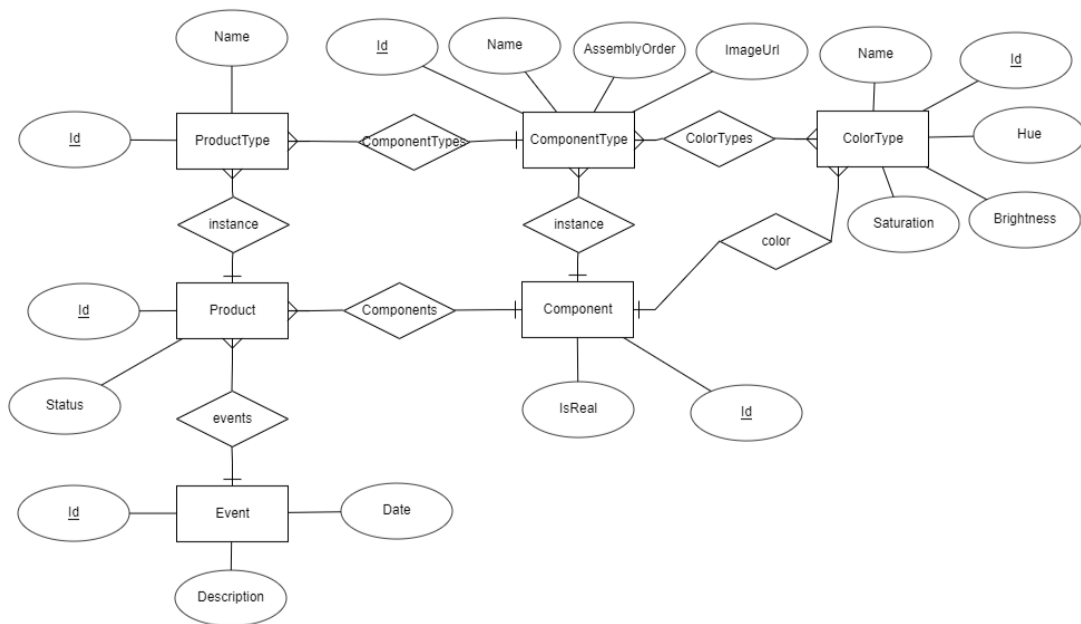 Name
Id
Name
AssemblyOrder
ImageUrl
Name
Id
Id
ProductType
ComponentTypes
ComponentType
ColorTypes
ColorType
Hue
instance
instance
Saturation
Brightness
color
Id
Product
Components
Component
Status
events
IsReal
Id
Id
Event
Date
Description